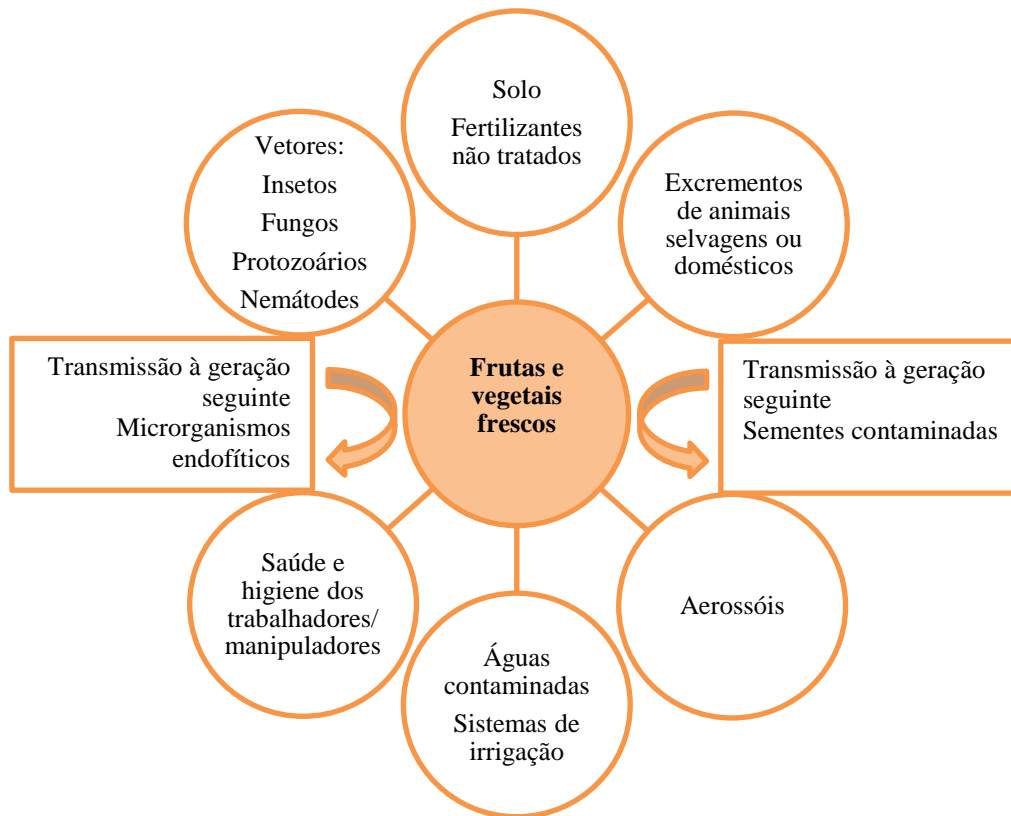 Solo
Fertilizantes
não tratados
Vetores:
Insetos
Fungos
Protozoários
Nemátodes
Excrementos
de animais
selvagens ou
domésticos
Transmissão à geração
seguinte
Microrganismos
endofíticos
Frutas e
vegetais
frescos
Transmissão à geração
seguinte
Sementes contaminadas
Saúde e
higiene dos
trabalhadores/
manipuladores
Águas
contaminadas
Sistemas de
irrigação
Aerossóis